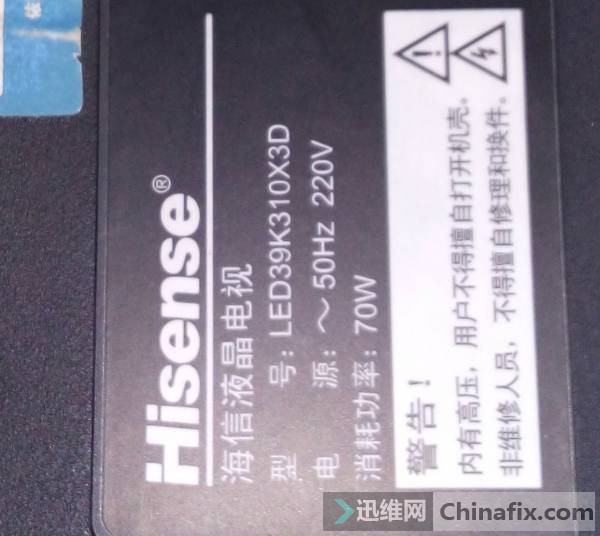 Hisense®
海信液晶电视
型 号: LED39K310X3D
电 源: ～50Hz 220V
消耗功率: 70W
警告！
内有高压，用户不得擅自打开机壳。
非维修人员，不得擅自修理和换件。
迅维网 Chinafix.com